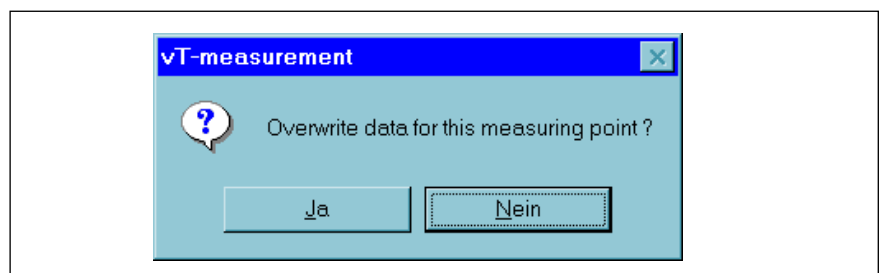 vT-measurement
Overwrite data for this measuring point ?
Ja
Nein